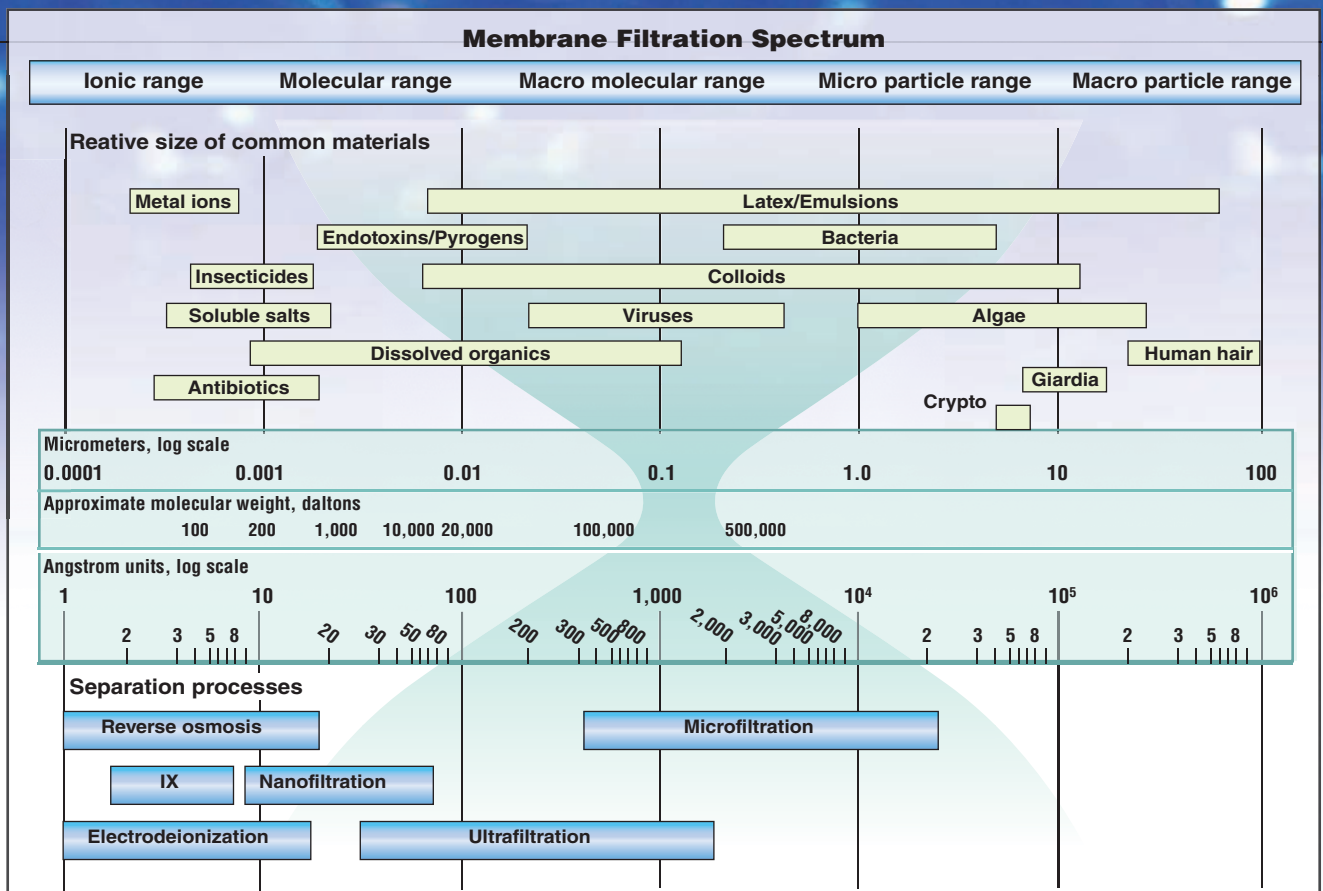 Membrane Filtration Spectrum
Ionic range Molecular range Macro molecular range Micro particle range Macro particle range
Reative size of common materials
Metal ions Latex/Emulsions
Endotoxins/Pyrogens Bacteria
Insecticides Colloids
Soluble salts Viruses Algae
Dissolved organics Human hair
Antibiotics Giardia
Crypto
Micrometers, log scale
0.0001 0.001 0.01 0.1 1.0 10 100
Approximate molecular weight, daltons
100 200 1,000 10,000 20,000 100,000 500,000
Angstrom units, log scale
1 10 100 1,000 10⁴ 10⁵ 10⁶
2 3 5 8 20 30 50 80 200 300 500 800 2,000 3,000 5,000 8,000 2 3 5 8 2 3 5 8
Separation processes
Reverse osmosis Microfiltration
IX Nanofiltration
Electrodeionization Ultrafiltration